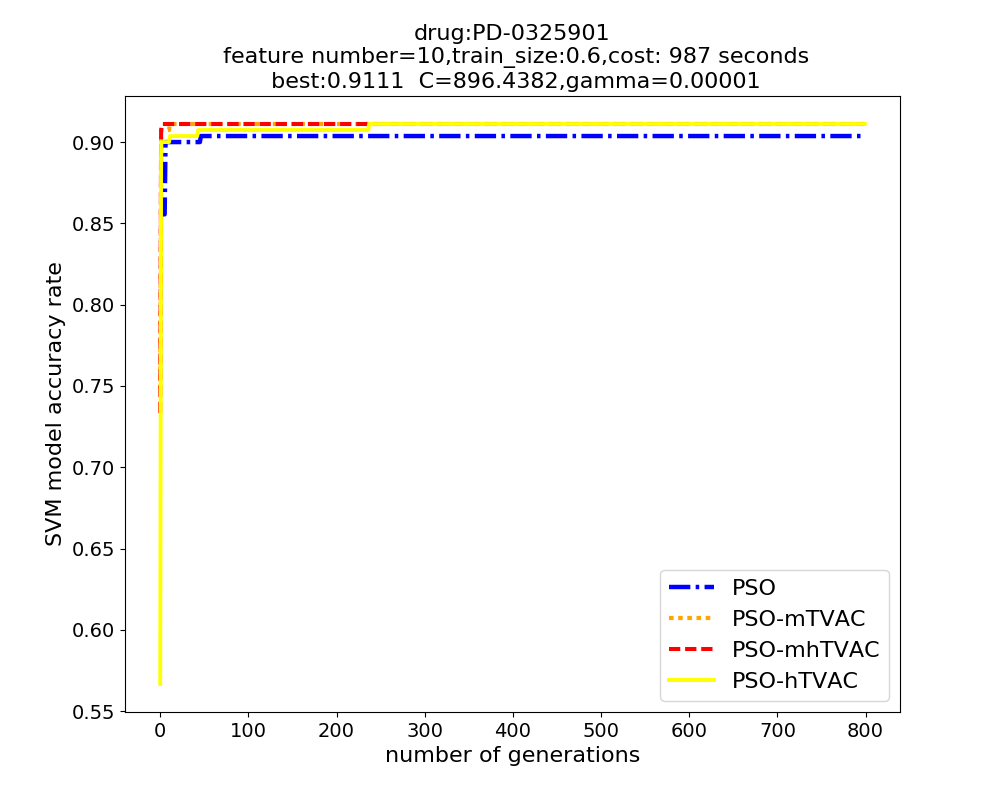 drug:PD-0325901
feature number=10,train_size:0.6,cost: 987 seconds
best:0.9111  C=896.4382,gamma=0.00001
SVM model accuracy rate
0.90
0.85
0.80
0.75
0.70
0.65
0.60
0.55
0 100 200 300 400 500 600 700 800
number of generations
PSO
PSO-mTVAC
PSO-mhTVAC
PSO-hTVAC